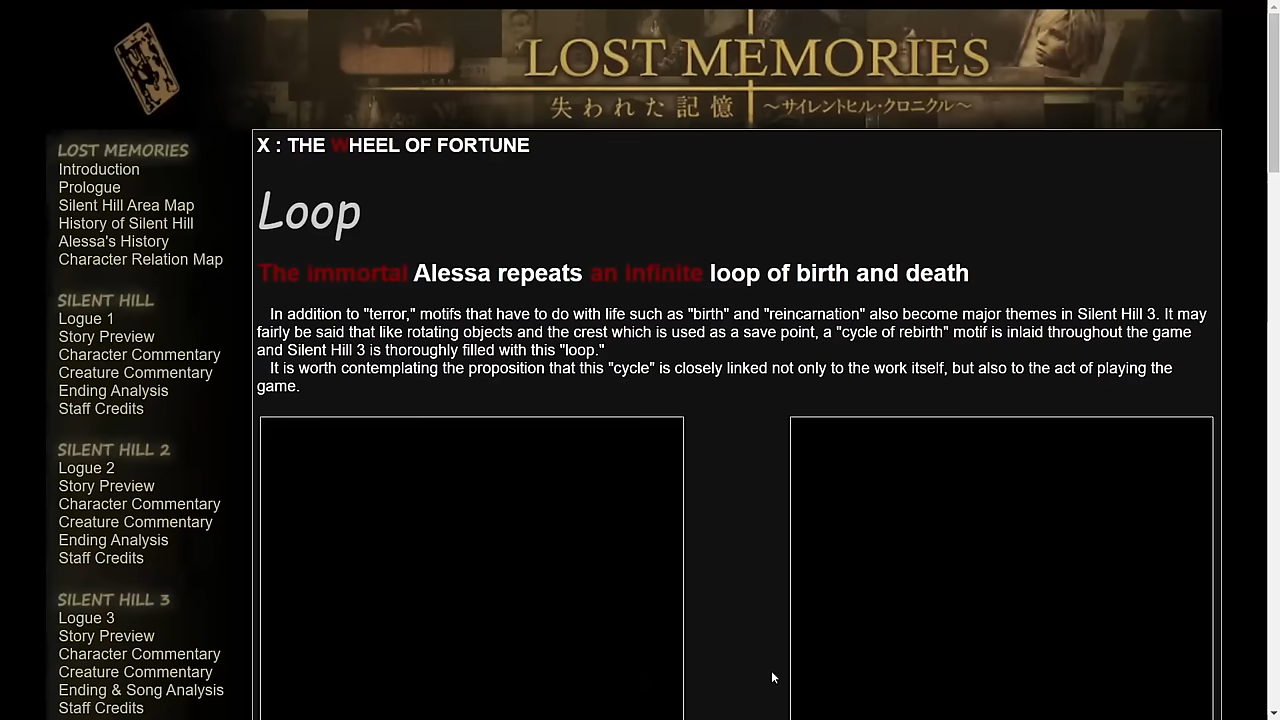 LOST MEMORIES
失われた記憶 ～サイレントヒル・クロニクル～
LOST MEMORIES
Introduction
Prologue
Silent Hill Area Map
History of Silent Hill
Alessa's History
Character Relation Map
SILENT HILL
Logue 1
Story Preview
Character Commentary
Creature Commentary
Ending Analysis
Staff Credits
SILENT HILL 2
Logue 2
Story Preview
Character Commentary
Creature Commentary
Ending Analysis
Staff Credits
SILENT HILL 3
Logue 3
Story Preview
Character Commentary
Creature Commentary
Ending & Song Analysis
Staff Credits
X : THE WHEEL OF FORTUNE
Loop
The immortal Alessa repeats an infinite loop of birth and death
In addition to "terror," motifs that have to do with life such as "birth" and "reincarnation" also become major themes in Silent Hill 3. It may
fairly be said that like rotating objects and the crest which is used as a save point, a "cycle of rebirth" motif is inlaid throughout the game
and Silent Hill 3 is thoroughly filled with this "loop."
It is worth contemplating the proposition that this "cycle" is closely linked not only to the work itself, but also to the act of playing the
game.